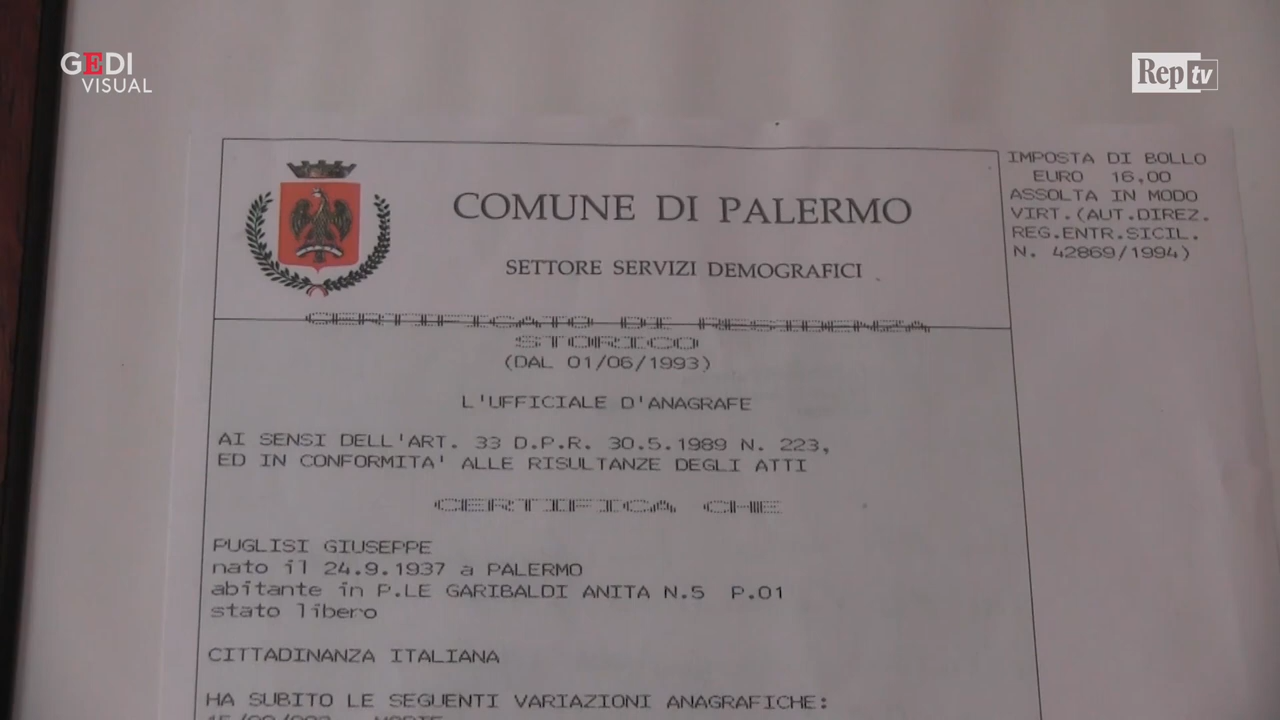 GEDI
VISUAL
Rep tv
COMUNE DI PALERMO
SETTORE SERVIZI DEMOGRAFICI
IMPOSTA DI BOLLO
EURO 16,00
ASSOLTA IN MODO
VIRT.(AUT.DIREZ.
REG.ENTR.SICIL.
N. 42869/1994)
CERTIFICATO DI RESIDENZA
STORICO
(DAL 01/06/1993)
L'UFFICIALE D'ANAGRAFE
AI SENSI DELL'ART. 33 D.P.R. 30.5.1989 N. 223,
ED IN CONFORMITA' ALLE RISULTANZE DEGLI ATTI
CERTIFICA CHE
PUGLISI GIUSEPPE
nato il 24.9.1937 a PALERMO
abitante in P.LE GARIBALDI ANITA N.5 P.01
stato libero
CITTADINANZA ITALIANA
HA SUBITO LE SEGUENTI VARIAZIONI ANAGRAFICHE: